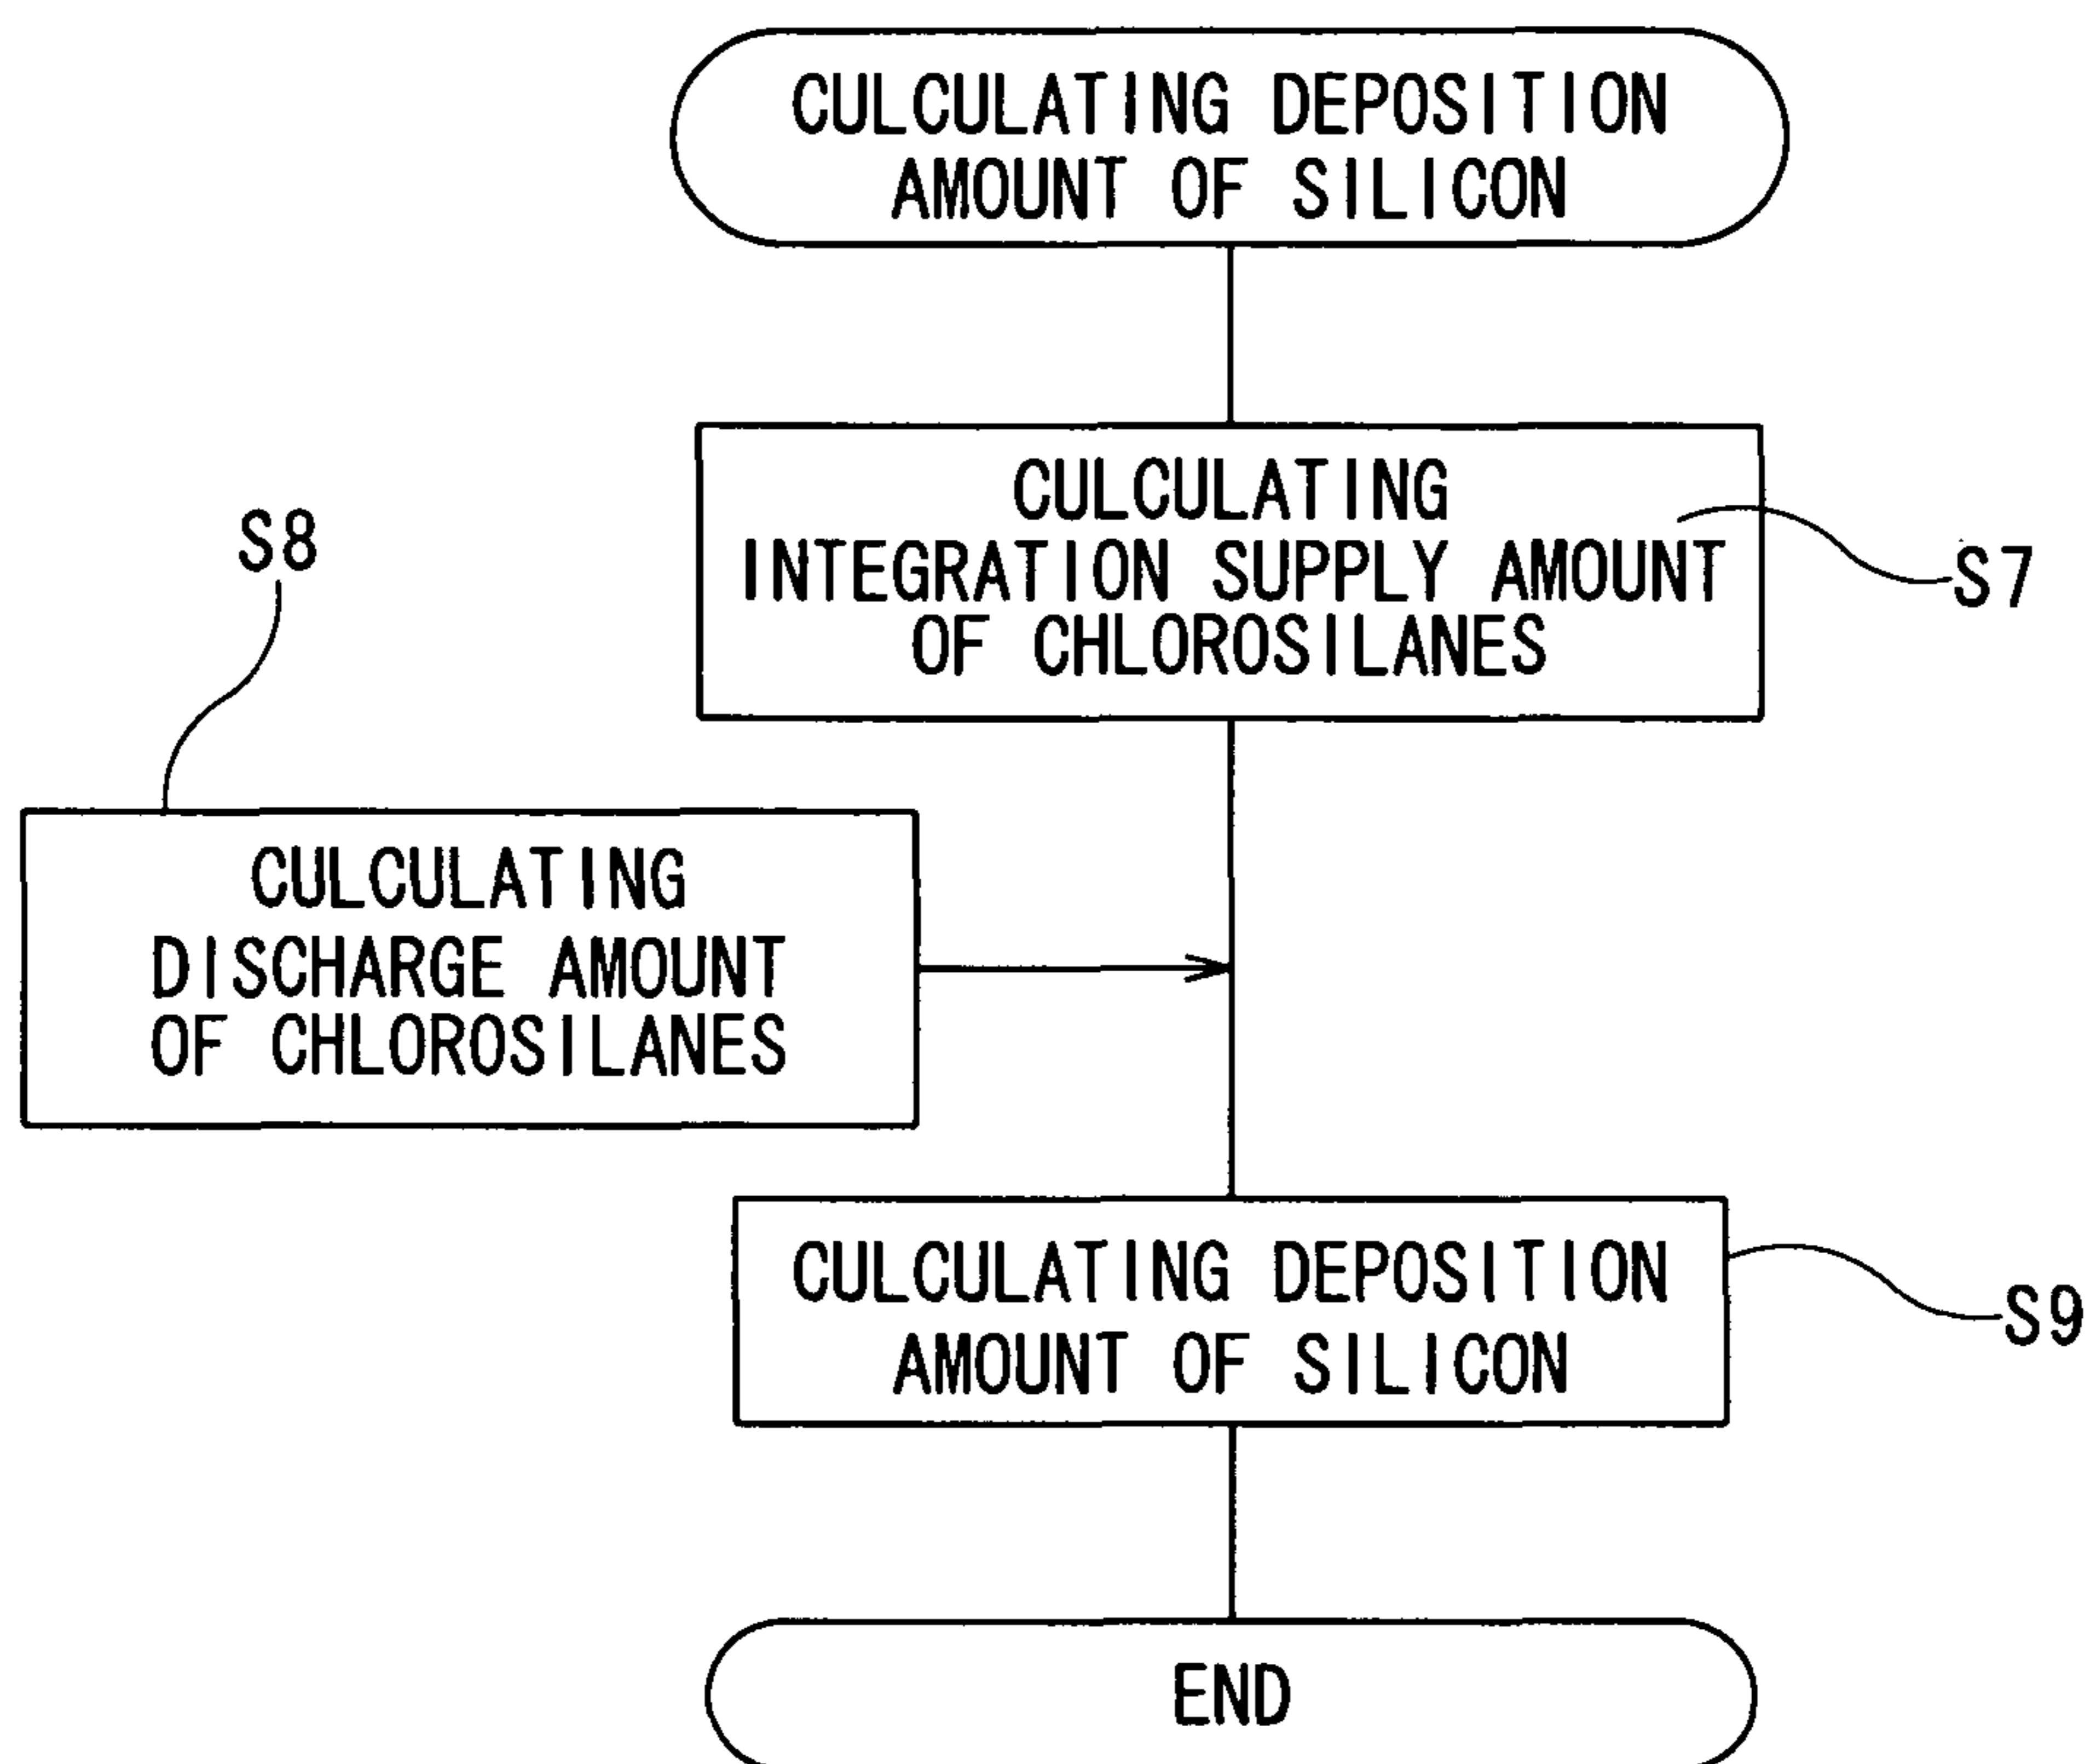 CULCULATING DEPOSITION
AMOUNT OF SILICON
CULCULATING
INTEGRATION SUPPLY AMOUNT
OF CHLOROSILANES
S7
S8
CULCULATING
DISCHARGE AMOUNT
OF CHLOROSILANES
CULCULATING DEPOSITION
AMOUNT OF SILICON
S9
END